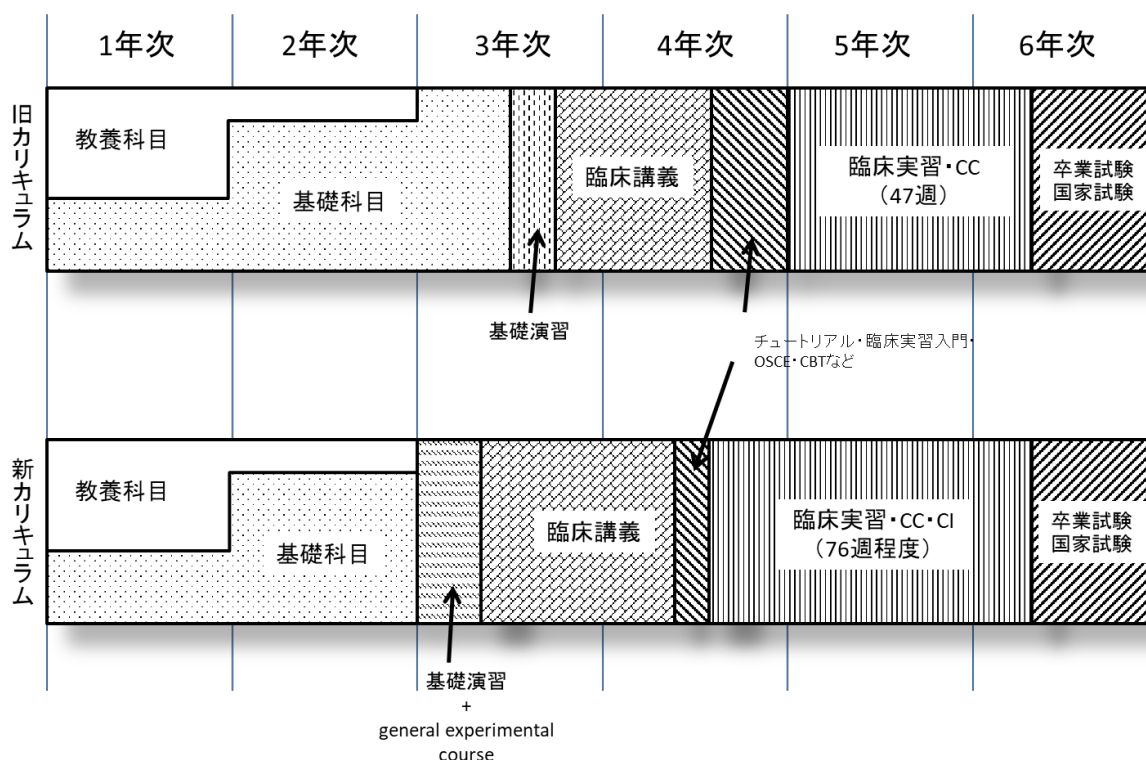 1年次
2年次
3年次
4年次
5年次
6年次
旧カリキュラム
教養科目
基礎科目
臨床講義
臨床実習・CC
（47週）
卒業試験
国家試験
基礎演習
チュートリアル・臨床実習入門・
OSCE・CBTなど
新カリキュラム
教養科目
基礎科目
臨床講義
臨床実習・CC・CI
（76週程度）
卒業試験
国家試験
基礎演習
+
general experimental
course